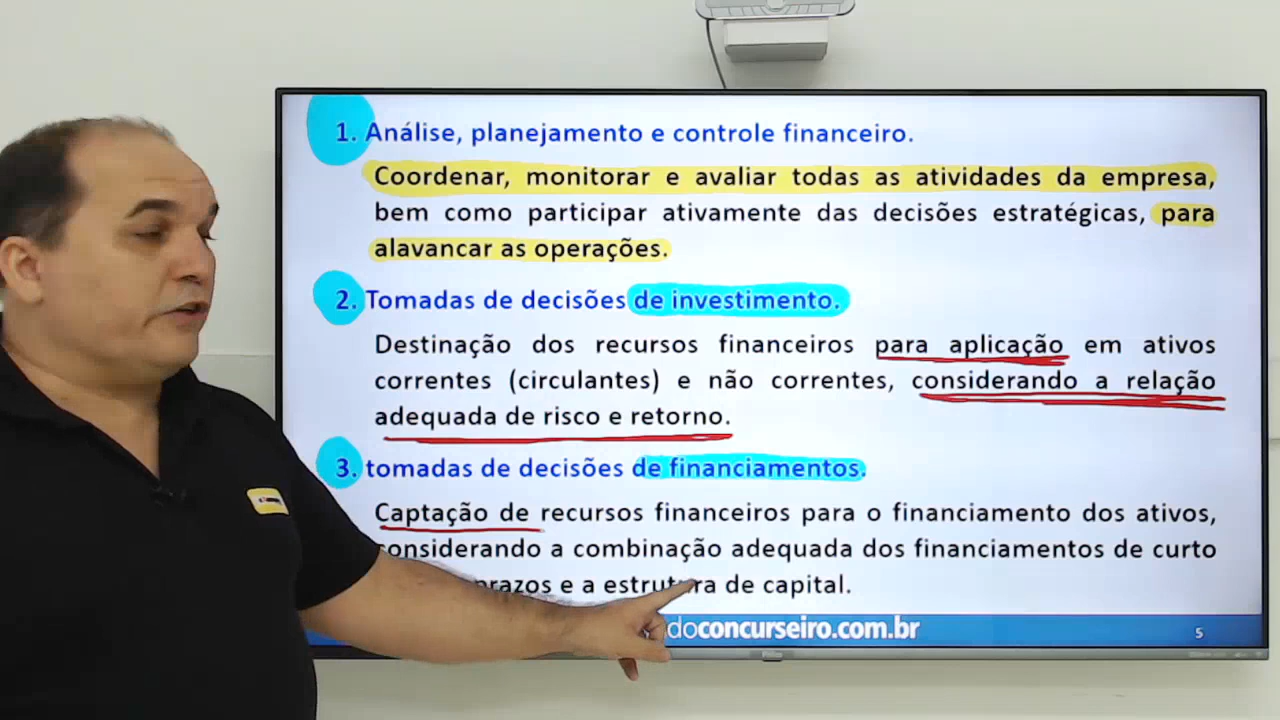 1. Análise, planejamento e controle financeiro.
Coordenar, monitorar e avaliar todas as atividades da empresa,
bem como participar ativamente das decisões estratégicas, para
alavancar as operações.
2. Tomadas de decisões de investimento.
Destinação dos recursos financeiros para aplicação em ativos
correntes (circulantes) e não correntes, considerando a relação
adequada de risco e retorno.
3. tomadas de decisões de financiamentos.
Captação de recursos financeiros para o financiamento dos ativos,
considerando a combinação adequada dos financiamentos de curto
prazos e a estrutura de capital.
doconcurseiro.com.br
5